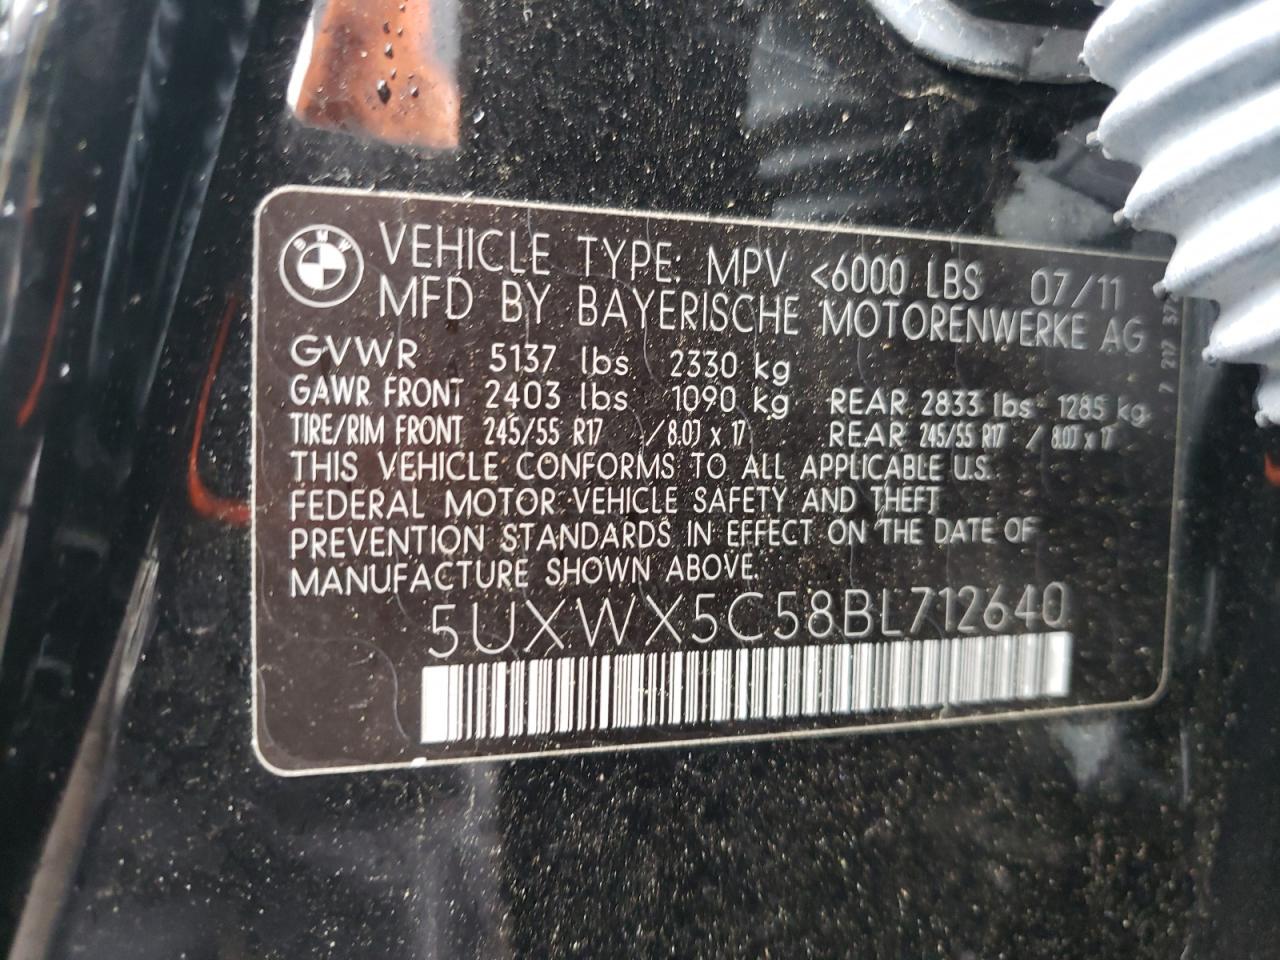 BMW
VEHICLE TYPE: MPV <6000 LBS 07/11
MFD BY BAYERISCHE MOTORENWERKE AG
GVWR 5137 lbs 2330 kg
GAWR FRONT 2403 lbs 1090 kg REAR 2833 lbs 1285 kg
TIRE/RIM FRONT 245/55 R17 /8.0J x 17 REAR 245/55 R17 /8.0J x 17
THIS VEHICLE CONFORMS TO ALL APPLICABLE U.S.
FEDERAL MOTOR VEHICLE SAFETY AND THEFT
PREVENTION STANDARDS IN EFFECT ON THE DATE OF
MANUFACTURE SHOWN ABOVE.
5UXWX5C58BL712640
7 217